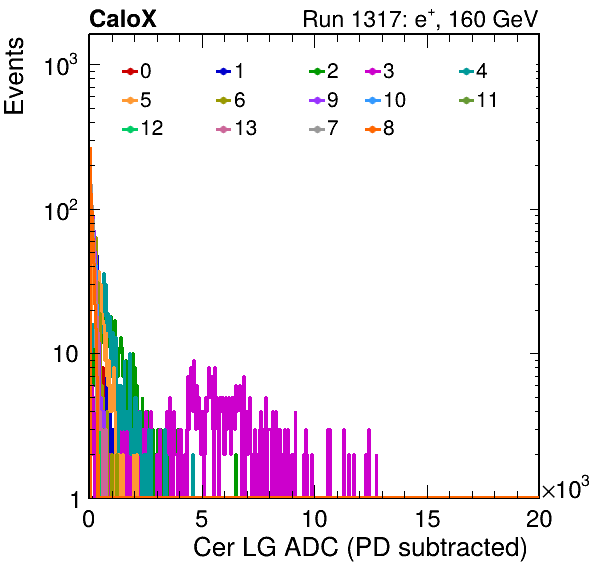 CaloX Run 1317: e⁺, 160 GeV
Events
10³
10²
10
1
0 1 2 3 4
5 6 9 10 11
12 13 7 8
0 5 10 15 20
×10³
Cer LG ADC (PD subtracted)